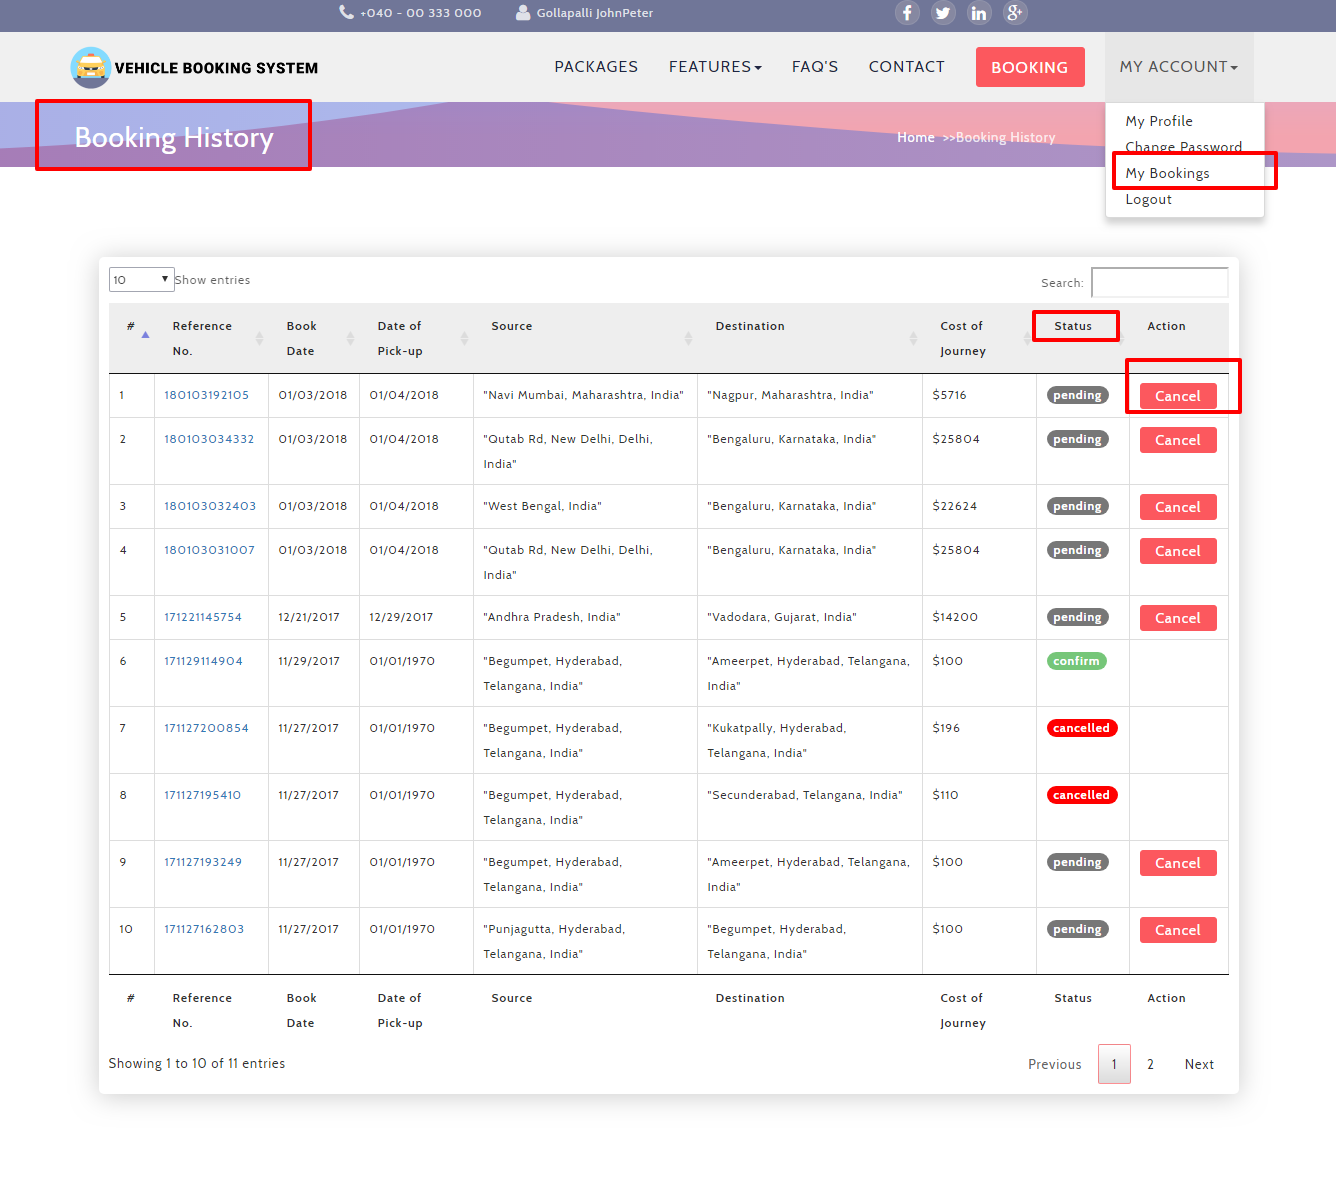 +040 - 00 333 000 Gollapalli JohnPeter
VEHICLE BOOKING SYSTEM PACKAGES FEATURES FAQ'S CONTACT BOOKING MY ACCOUNT
Booking History
Home >>Booking History
My Profile
Change Password
My Bookings
Logout
10 Show entries Search:
# Reference No. Book Date Date of Pick-up Source Destination Cost of Journey Status Action
1 180103192105 01/03/2018 01/04/2018 "Navi Mumbai, Maharashtra, India" "Nagpur, Maharashtra, India" $5716 pending Cancel
2 180103034332 01/03/2018 01/04/2018 "Qutab Rd, New Delhi, Delhi, India" "Bengaluru, Karnataka, India" $25804 pending Cancel
3 180103032403 01/03/2018 01/04/2018 "West Bengal, India" "Bengaluru, Karnataka, India" $22624 pending Cancel
4 180103031007 01/03/2018 01/04/2018 "Qutab Rd, New Delhi, Delhi, India" "Bengaluru, Karnataka, India" $25804 pending Cancel
5 171221145754 12/21/2017 12/29/2017 "Andhra Pradesh, India" "Vadodara, Gujarat, India" $14200 pending Cancel
6 171129114904 11/29/2017 01/01/1970 "Begumpet, Hyderabad, Telangana, India" "Ameerpet, Hyderabad, Telangana, India" $100 confirm
7 171127200854 11/27/2017 01/01/1970 "Begumpet, Hyderabad, Telangana, India" "Kukatpally, Hyderabad, Telangana, India" $196 cancelled
8 171127195410 11/27/2017 01/01/1970 "Begumpet, Hyderabad, Telangana, India" "Secunderabad, Telangana, India" $110 cancelled
9 171127193249 11/27/2017 01/01/1970 "Begumpet, Hyderabad, Telangana, India" "Ameerpet, Hyderabad, Telangana, India" $100 pending Cancel
10 171127162803 11/27/2017 01/01/1970 "Punjagutta, Hyderabad, Telangana, India" "Begumpet, Hyderabad, Telangana, India" $100 pending Cancel
# Reference No. Book Date Date of Pick-up Source Destination Cost of Journey Status Action
Showing 1 to 10 of 11 entries Previous 1 2 Next